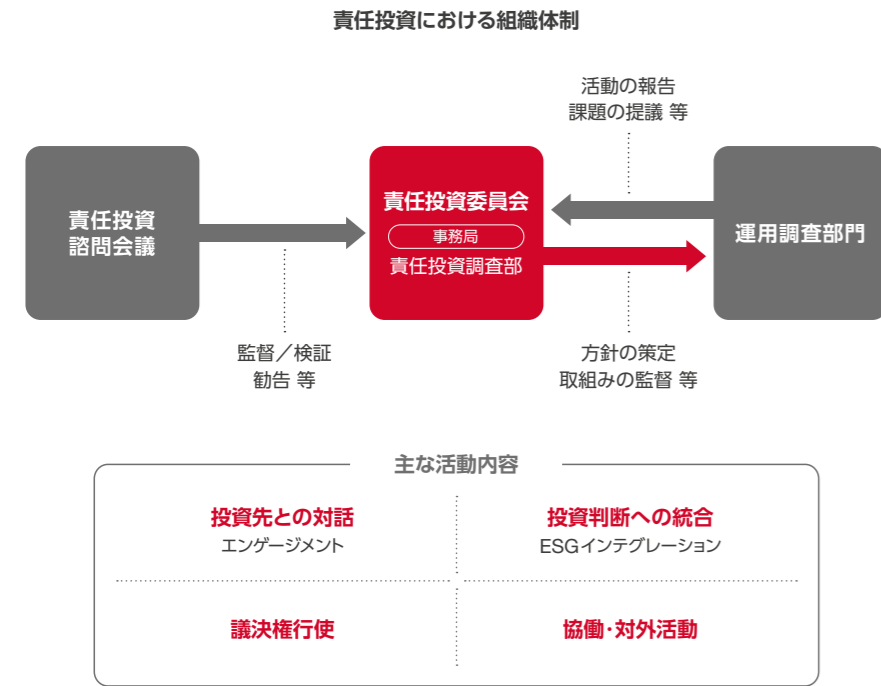 責任投資における組織体制
活動の報告
課題の提議 等
責任投資
諮問会議
責任投資委員会
事務局
責任投資調査部
運用調査部門
監督／検証
勧告 等
方針の策定
取組みの監督 等
主な活動内容
投資先との対話
エンゲージメント
投資判断への統合
ESGインテグレーション
議決権行使
協働・対外活動